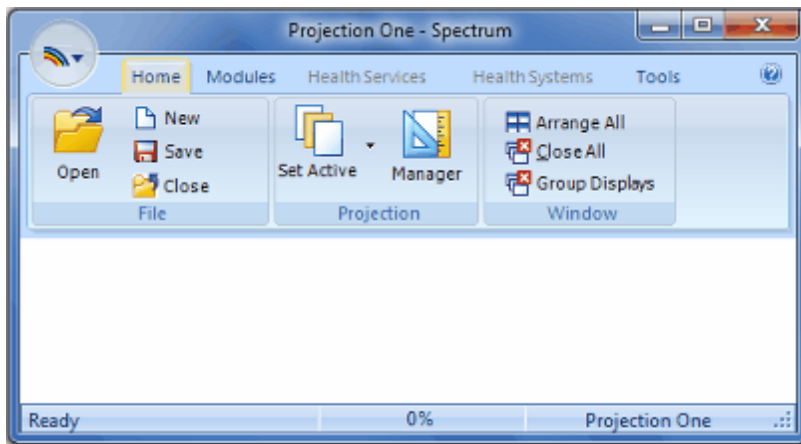 Projection One - Spectrum
Home Modules Health Services Health Systems Tools
Open
New
Save
Close
File
Set Active
Manager
Projection
Arrange All
Close All
Group Displays
Window
Ready 0% Projection One